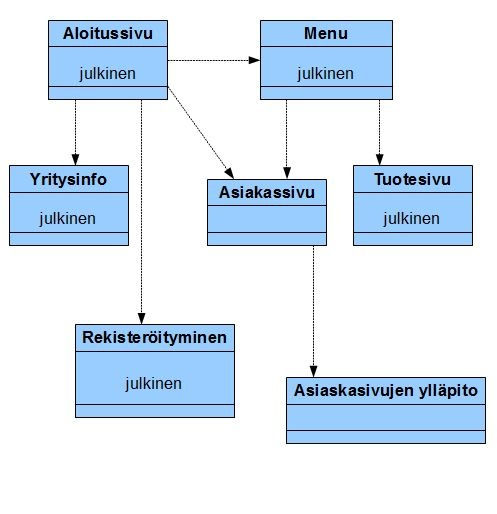 Aloitussivu
julkinen
Menu
julkinen
Yritysinfo
julkinen
Asiakassivu
Tuotesivu
julkinen
Rekisteröityminen
julkinen
Asiaskasivujen ylläpito